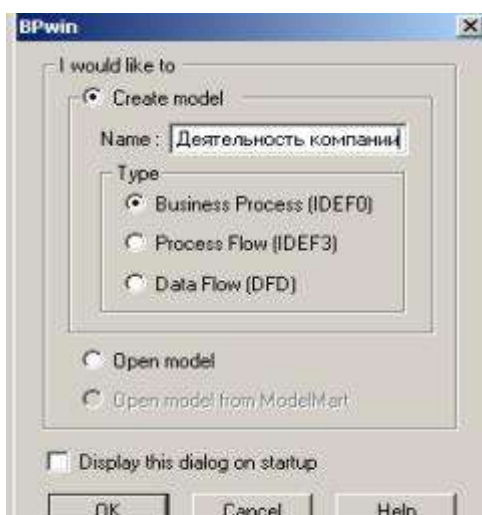 BPwin
I would like to
Create model
Name : Деятельность компании
Type
Business Process (IDEF0)
Process Flow (IDEF3)
Data Flow (DFD)
Open model
Open model from ModelMart
Display this dialog on startup
OK Cancel Help